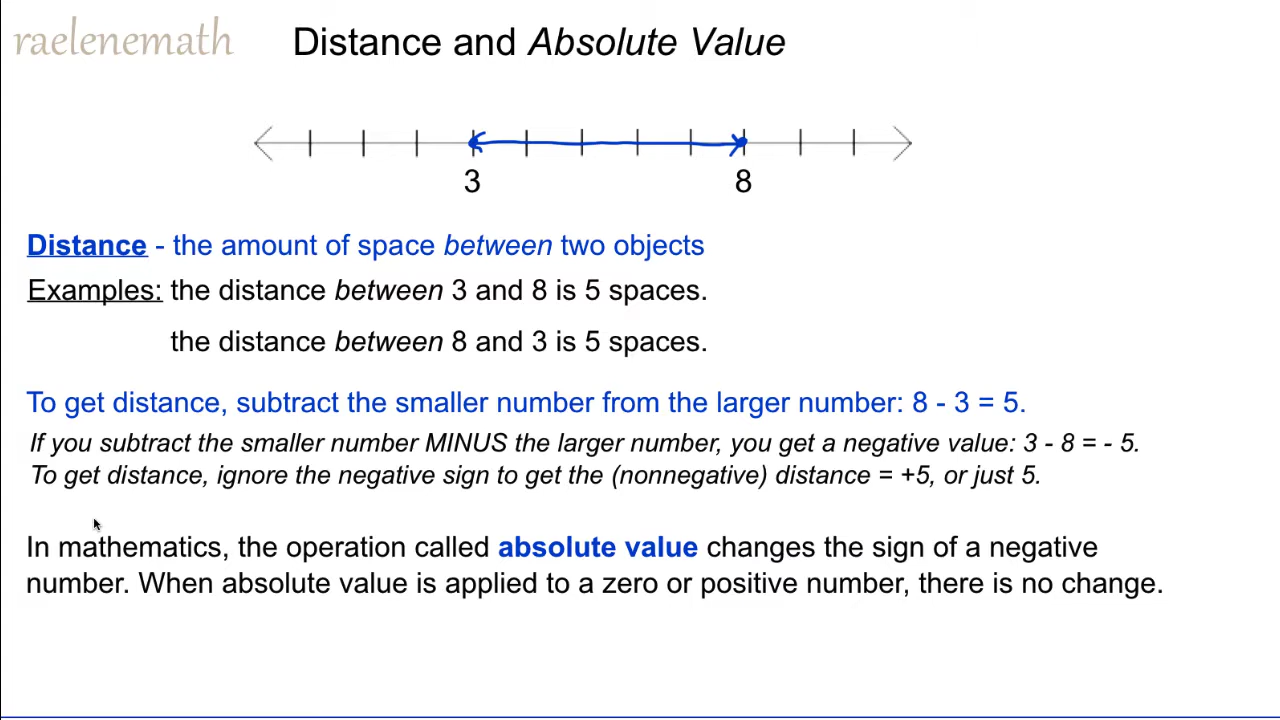 raelenemath
Distance and Absolute Value
3 8
Distance - the amount of space between two objects
Examples: the distance between 3 and 8 is 5 spaces.
the distance between 8 and 3 is 5 spaces.
To get distance, subtract the smaller number from the larger number: 8 - 3 = 5.
If you subtract the smaller number MINUS the larger number, you get a negative value: 3 - 8 = - 5.
To get distance, ignore the negative sign to get the (nonnegative) distance = +5, or just 5.
In mathematics, the operation called absolute value changes the sign of a negative
number. When absolute value is applied to a zero or positive number, there is no change.